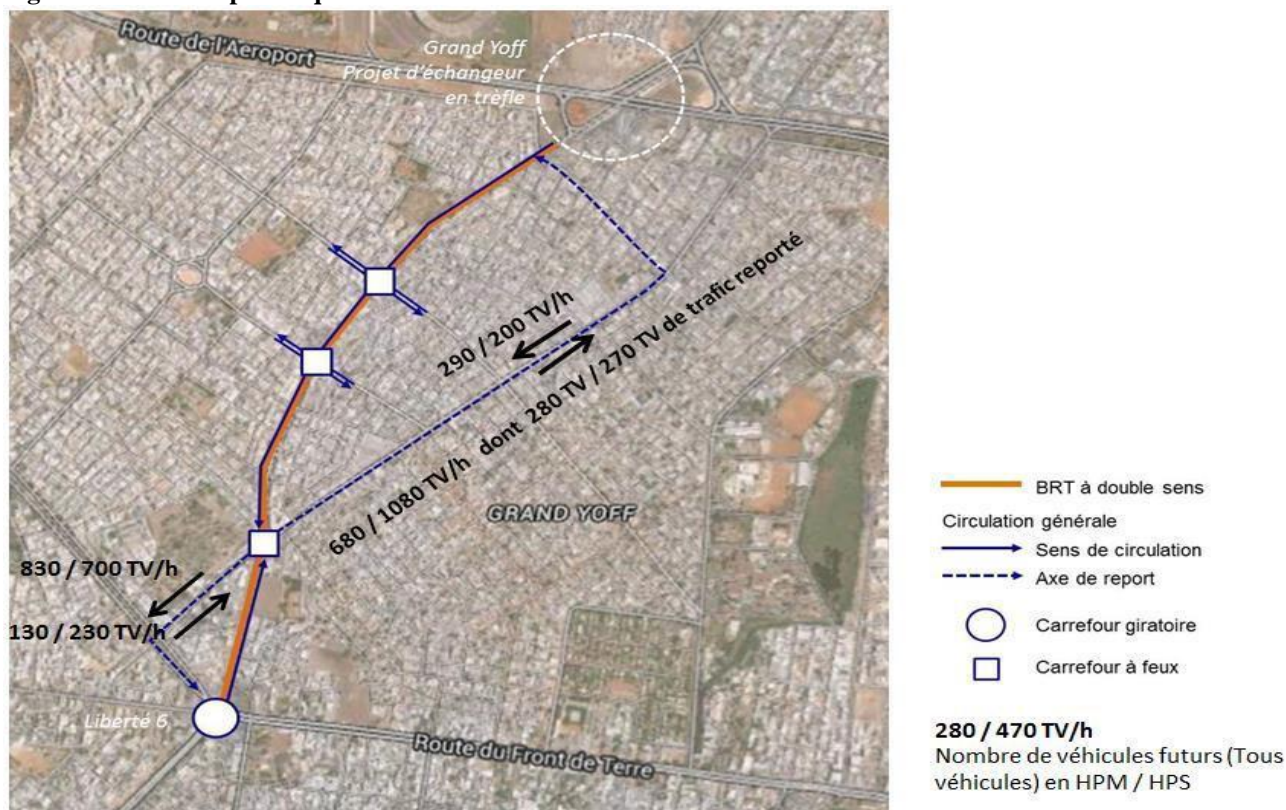 Route de l'Aeroport
Grand Yoff
Projet d'échangeur
en trèfle
290 / 200 TV/h
680 / 1080 TV/h dont 280 TV / 270 TV de trafic reporté
GRAND YOFF
830 / 700 TV/h
130 / 230 TV/h
Liberté 6
Route du Front de Terre
BRT à double sens
Circulation générale
Sens de circulation
Axe de report
Carrefour giratoire
Carrefour à feux
280 / 470 TV/h
Nombre de véhicules futurs (Tous
véhicules) en HPM / HPS